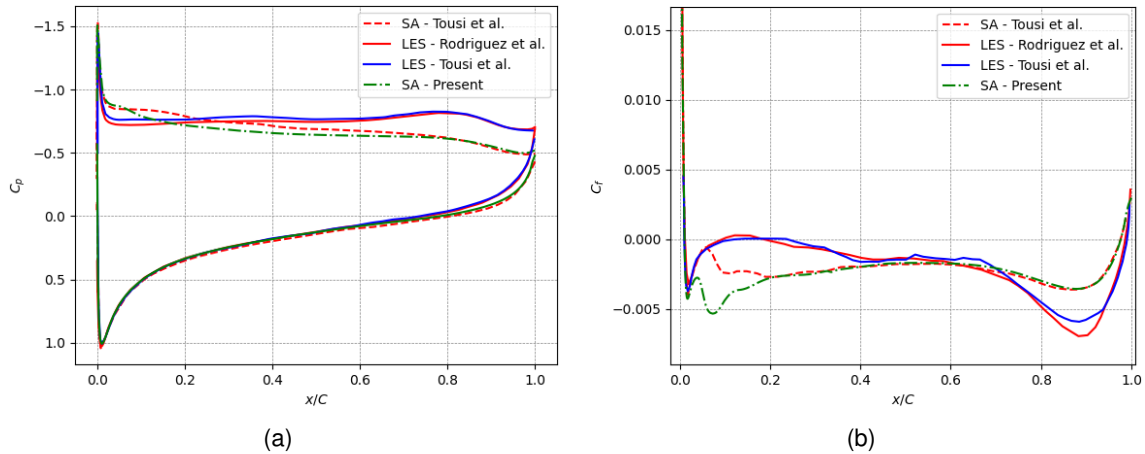 −1.5
−1.0
−0.5
0.0
0.5
1.0
C_p
0.0 0.2 0.4 0.6 0.8 1.0
x/C
SA - Tousi et al.
LES - Rodriguez et al.
LES - Tousi et al.
SA - Present
(a)
0.015
0.010
0.005
0.000
−0.005
C_f
0.0 0.2 0.4 0.6 0.8 1.0
x/C
SA - Tousi et al.
LES - Rodriguez et al.
LES - Tousi et al.
SA - Present
(b)